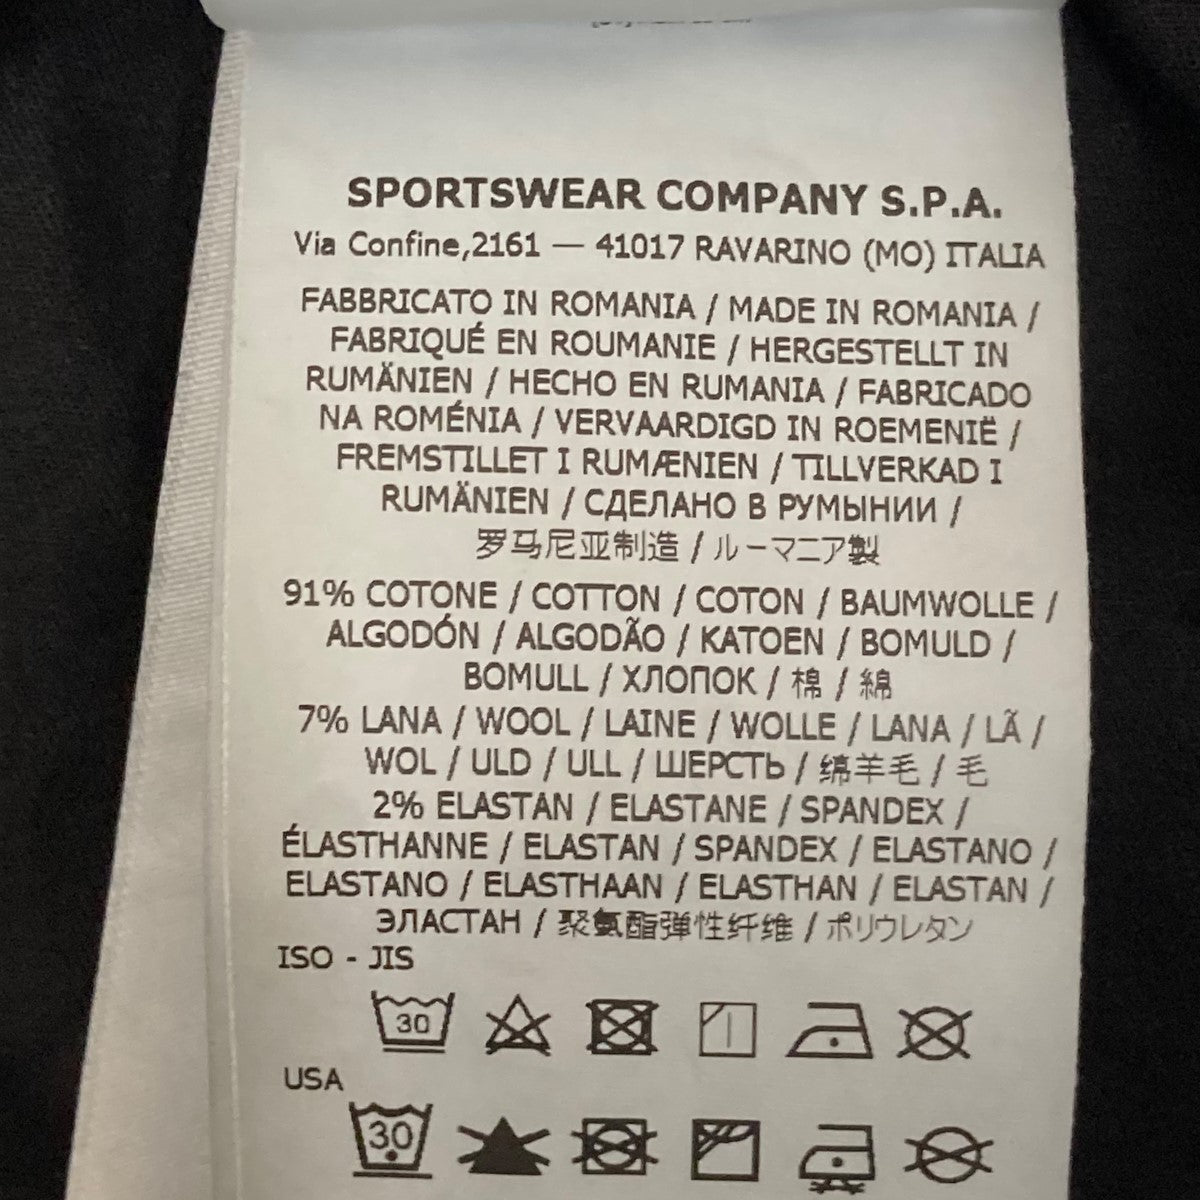 SPORTSWEAR COMPANY S.P.A.
Via Confine,2161 — 41017 RAVARINO (MO) ITALIA
FABBRICATO IN ROMANIA / MADE IN ROMANIA /
FABRIQUÉ EN ROUMANIE / HERGESTELLT IN
RUMÄNIEN / HECHO EN RUMANIA / FABRICADO
NA ROMÉNIA / VERVAARDIGD IN ROEMENIË /
FREMSTILLET I RUMÆNIEN / TILLVERKAD I
RUMÄNIEN / СДЕЛАНО В РУМЫНИИ /
罗马尼亚制造 / ルーマニア製
91% COTONE / COTTON / COTON / BAUMWOLLE /
ALGODÓN / ALGODÃO / KATOEN / BOMULD /
BOMULL / ХЛОПОК / 棉 / 綿
7% LANA / WOOL / LAINE / WOLLE / LANA / LÃ /
WOL / ULD / ULL / ШЕРСТЬ / 绵羊毛 / 毛
2% ELASTAN / ELASTANE / SPANDEX /
ÉLASTHANNE / ELASTAN / SPANDEX / ELASTANO /
ELASTANO / ELASTHAAN / ELASTHAN / ELASTAN /
ЭЛАСТАН / 聚氨酯弹性纤维 / ポリウレタン
ISO - JIS
30
USA
30